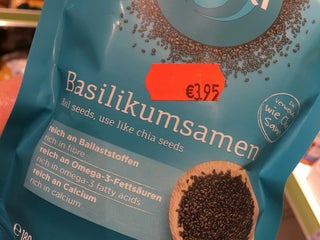 €3,95
Basilikumsamen
seeds, use like chia seeds
reich an Ballaststoffen
rich in fibre
reich an Omega-3-Fettsäuren
rich in omega-3 fatty acids
reich an Calcium
rich in calcium